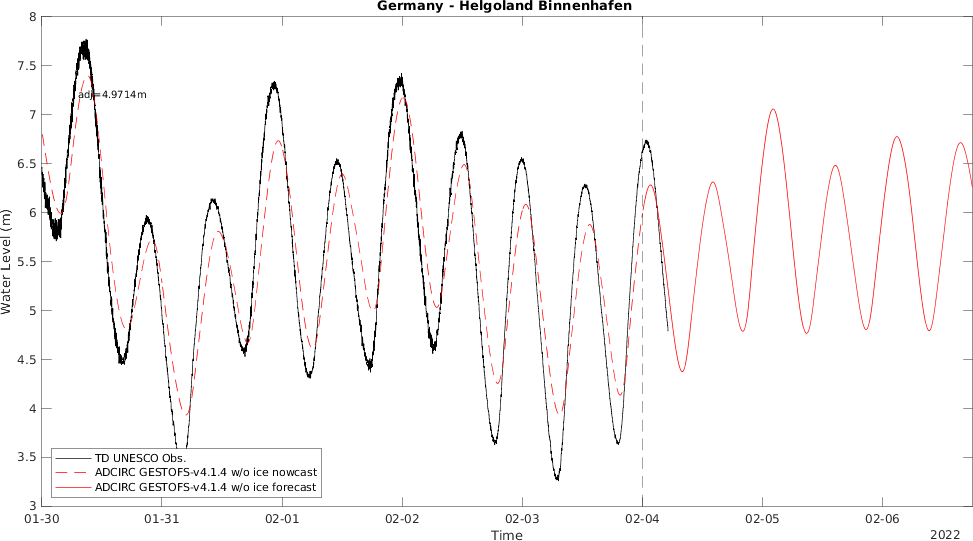 Germany - Helgoland Binnenhafen
8
7.5
7
6.5
6
5.5
5
4.5
4
3.5
3
Water Level (m)
adj=4.9714m
TD UNESCO Obs.
ADCIRC GESTOFS-v4.1.4 w/o ice nowcast
ADCIRC GESTOFS-v4.1.4 w/o ice forecast
01-30 01-31 02-01 02-02 02-03 02-04 02-05 02-06
Time
2022